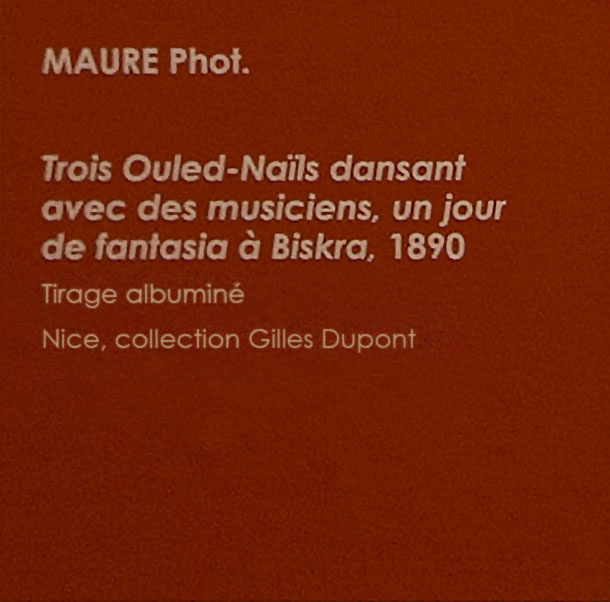 MAURE Phot.
Trois Ouled-Naïls dansant
avec des musiciens, un jour
de fantasia à Biskra, 1890
Tirage albuminé
Nice, collection Gilles Dupont